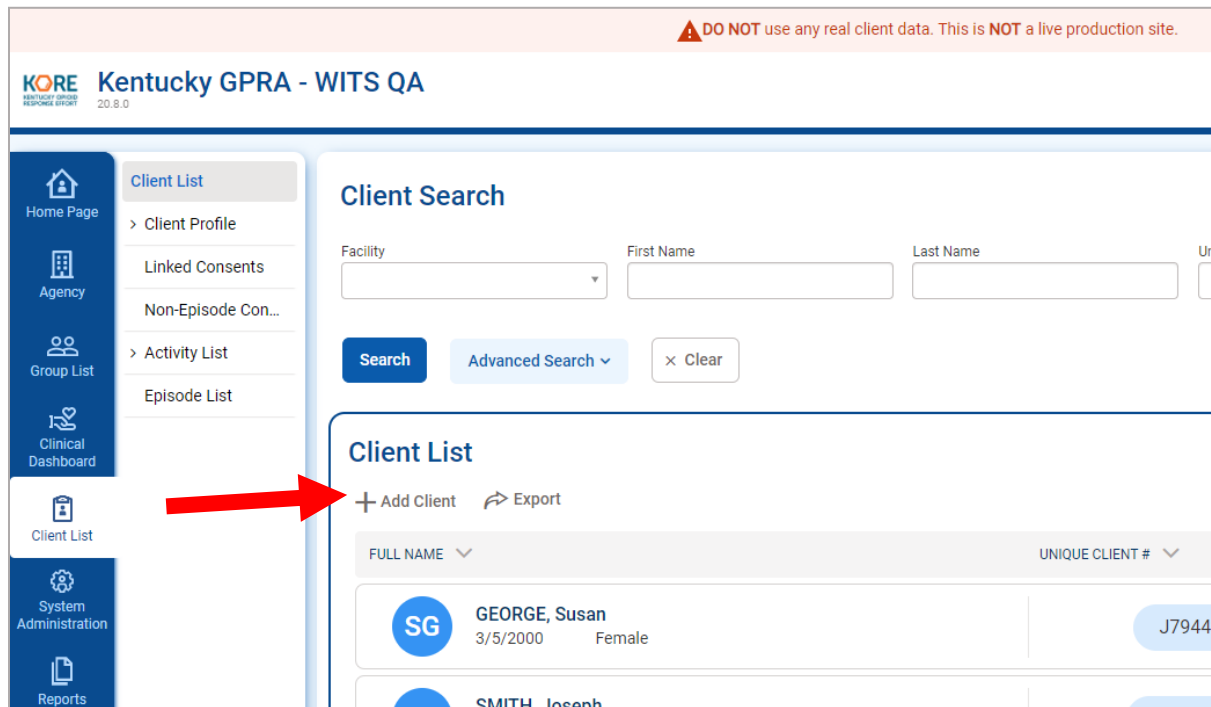 DO NOT use any real client data. This is NOT a live production site.
KORE
KENTUCKY OPIOID
RESPONSE EFFORT
Kentucky GPRA - WITS QA
20.8.0
Home Page
Agency
Group List
Clinical
Dashboard
Client List
System
Administration
Reports
Client List
> Client Profile
Linked Consents
Non-Episode Con...
> Activity List
Episode List
Client Search
Facility
First Name
Last Name
Un
Search
Advanced Search
× Clear
Client List
+ Add Client
Export
FULL NAME
UNIQUE CLIENT #
SG
GEORGE, Susan
3/5/2000 Female
J7944
SMITH, Joseph